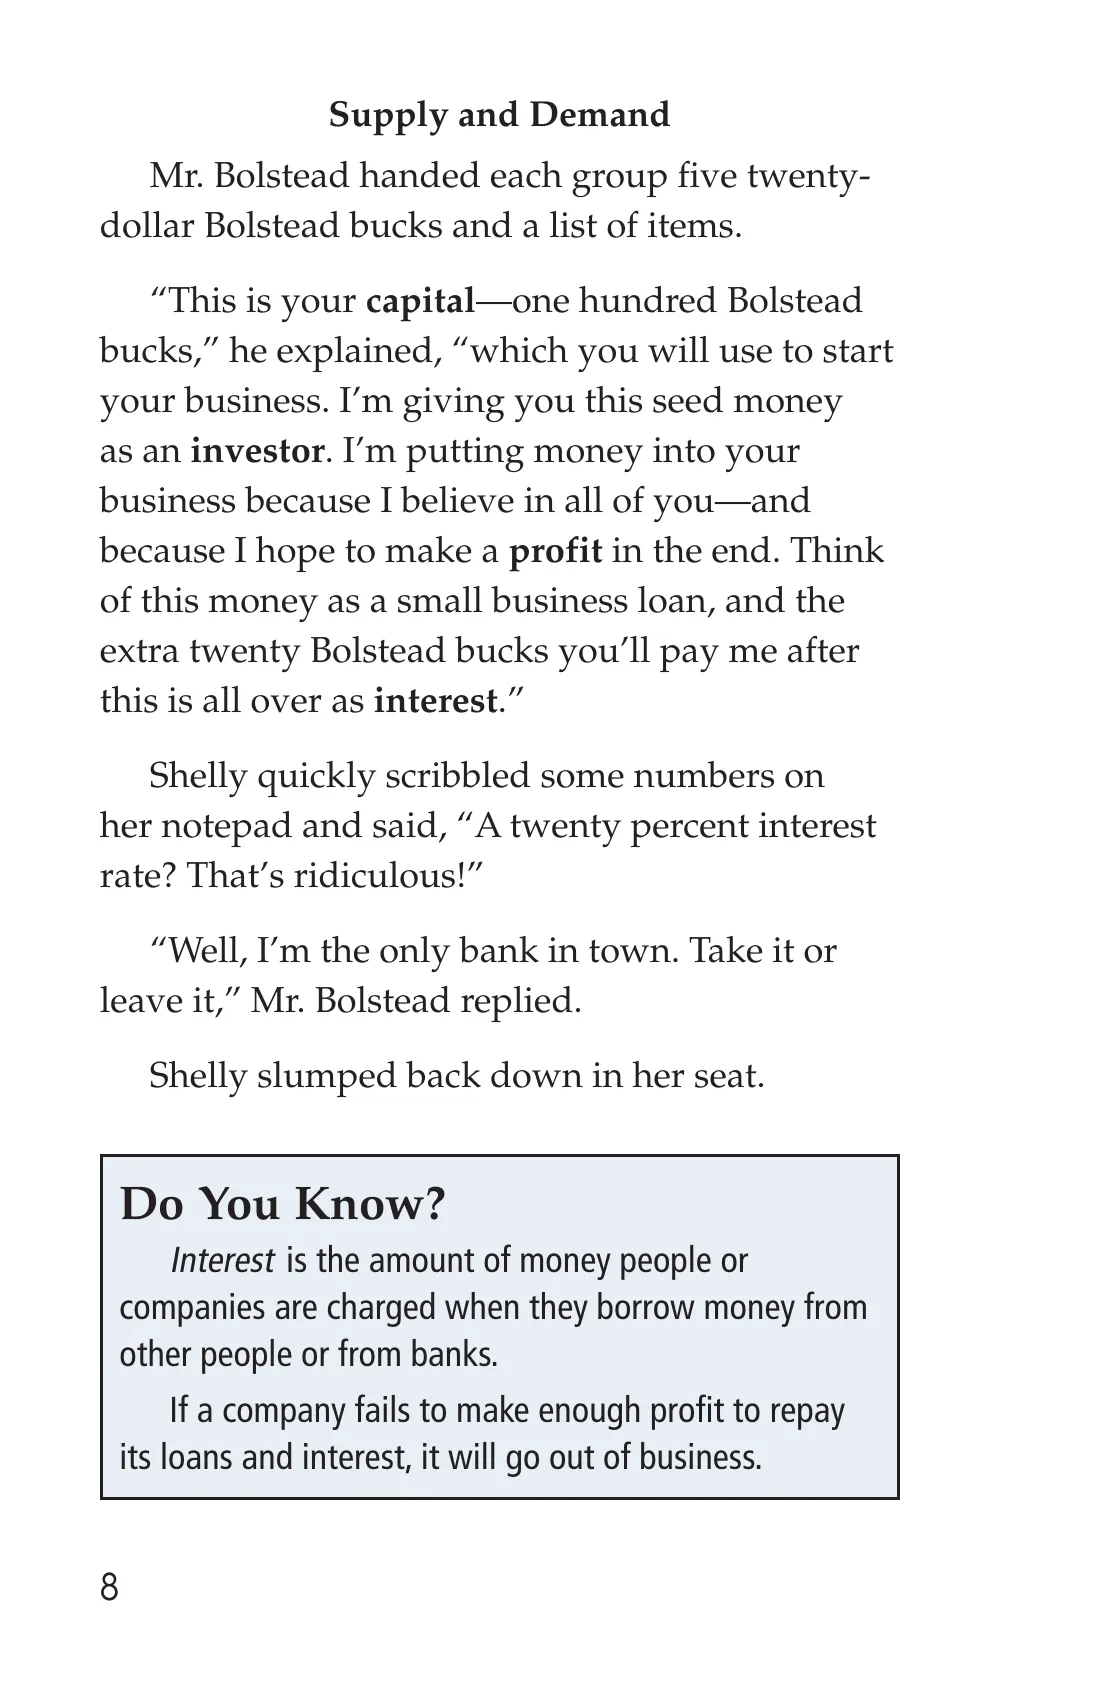 Supply and Demand
Mr. Bolstead handed each group five twenty-
dollar Bolstead bucks and a list of items.
“This is your capital—one hundred Bolstead
bucks,” he explained, “which you will use to start
your business. I’m giving you this seed money
as an investor. I’m putting money into your
business because I believe in all of you—and
because I hope to make a profit in the end. Think
of this money as a small business loan, and the
extra twenty Bolstead bucks you’ll pay me after
this is all over as interest.”
Shelly quickly scribbled some numbers on
her notepad and said, “A twenty percent interest
rate? That’s ridiculous!”
“Well, I’m the only bank in town. Take it or
leave it,” Mr. Bolstead replied.
Shelly slumped back down in her seat.
Do You Know?
Interest is the amount of money people or
companies are charged when they borrow money from
other people or from banks.
If a company fails to make enough profit to repay
its loans and interest, it will go out of business.
8